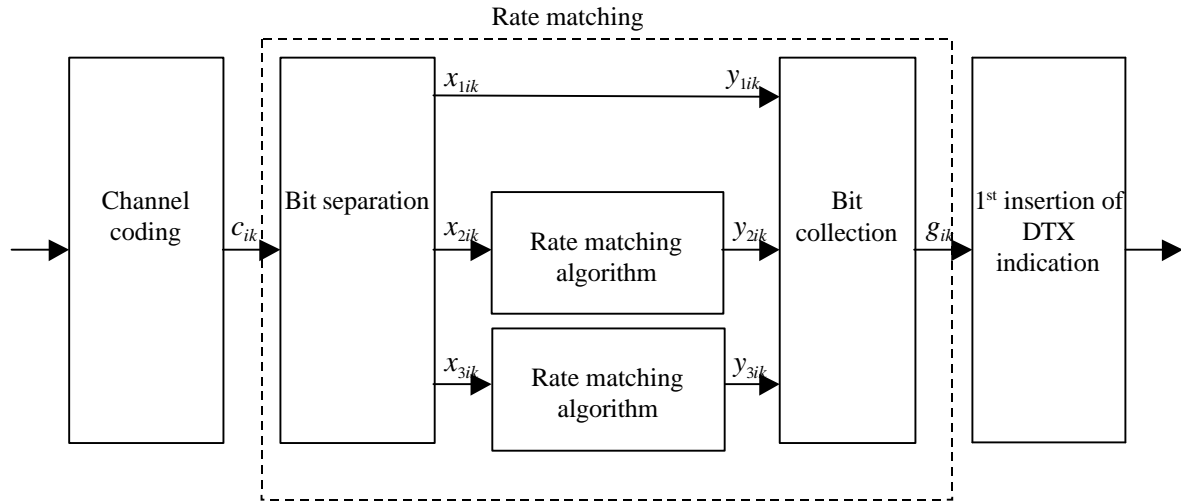 Rate matching
x1ik
y1ik
Channel
coding
cik
Bit separation
x2ik
Rate matching
algorithm
y2ik
Bit
collection
gik
1st insertion of
DTX
indication
x3ik
Rate matching
algorithm
y3ik